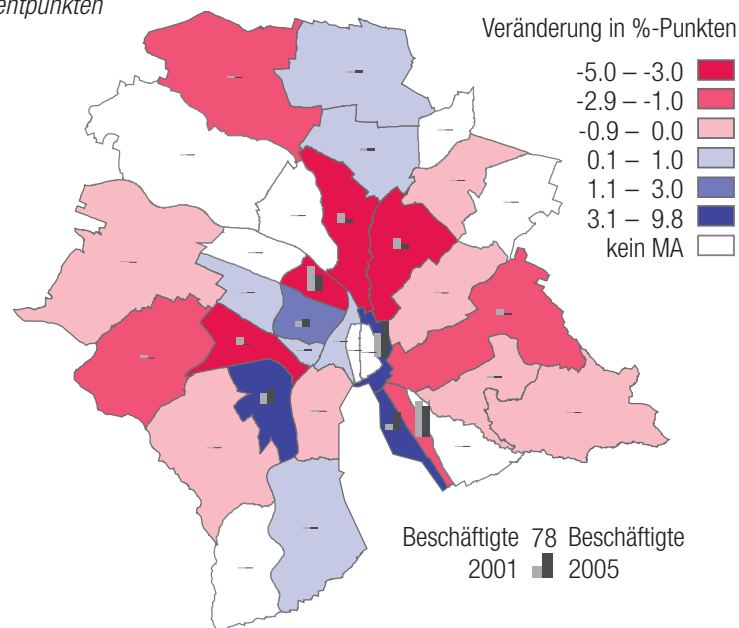 entpunkten
Veränderung in %-Punkten
-5.0 – -3.0
-2.9 – -1.0
-0.9 – 0.0
0.1 – 1.0
1.1 – 3.0
3.1 – 9.8
kein MA
Beschäftigte 78 Beschäftigte
2001 2005